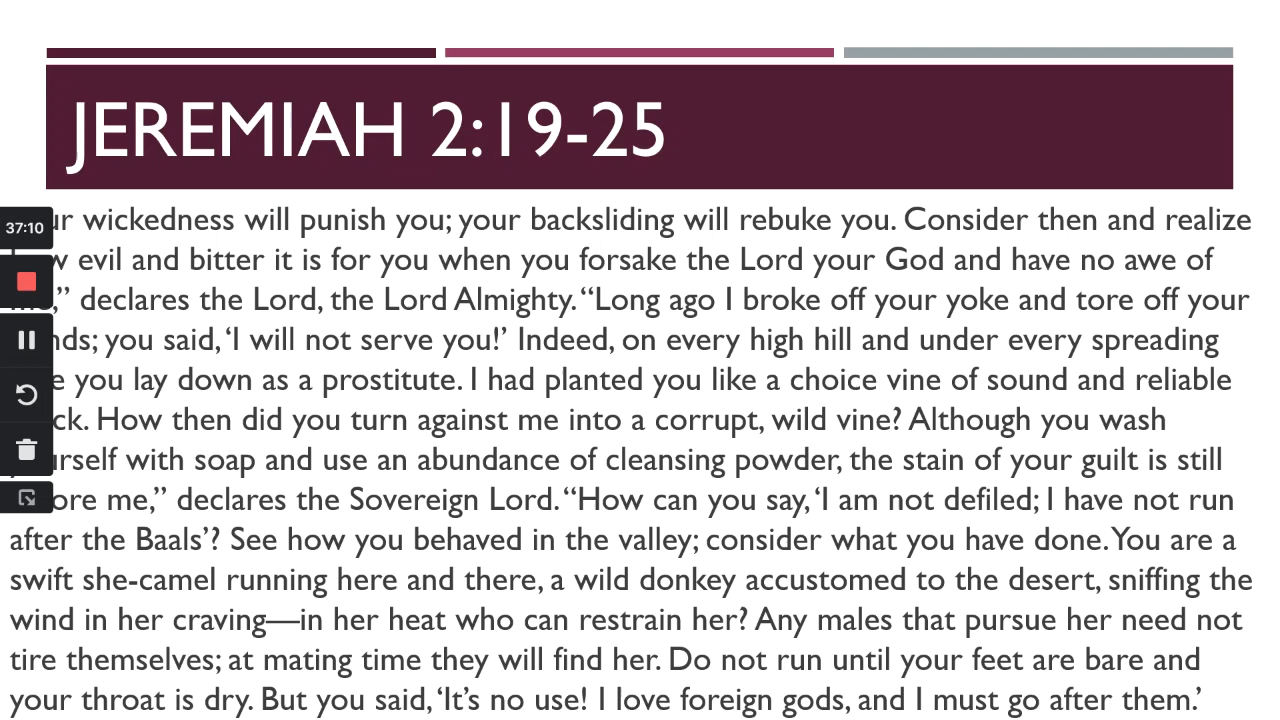 JEREMIAH 2:19-25
37:10
wickedness will punish you; your backsliding will rebuke you. Consider then and realize
evil and bitter it is for you when you forsake the Lord your God and have no awe of
declares the Lord, the Lord Almighty. “Long ago I broke off your yoke and tore off your
you said, ‘I will not serve you!’ Indeed, on every high hill and under every spreading
you lay down as a prostitute. I had planted you like a choice vine of sound and reliable
How then did you turn against me into a corrupt, wild vine? Although you wash
with soap and use an abundance of cleansing powder, the stain of your guilt is still
me,” declares the Sovereign Lord. “How can you say, ‘I am not defiled; I have not run
after the Baals’? See how you behaved in the valley; consider what you have done. You are a
swift she-camel running here and there, a wild donkey accustomed to the desert, sniffing the
wind in her craving—in her heat who can restrain her? Any males that pursue her need not
tire themselves; at mating time they will find her. Do not run until your feet are bare and
your throat is dry. But you said, ‘It’s no use! I love foreign gods, and I must go after them.’